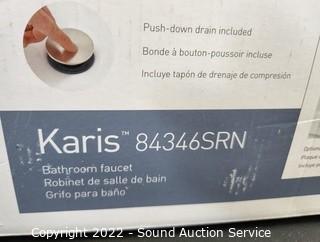 Push-down drain included
Bonde à bouton-poussoir incluse
Incluye tapón de drenaje de compresión
Karis™ 84346SRN
Bathroom faucet
Robinet de salle de bain
Grifo para baño
Copyright 2022 - Sound Auction Service